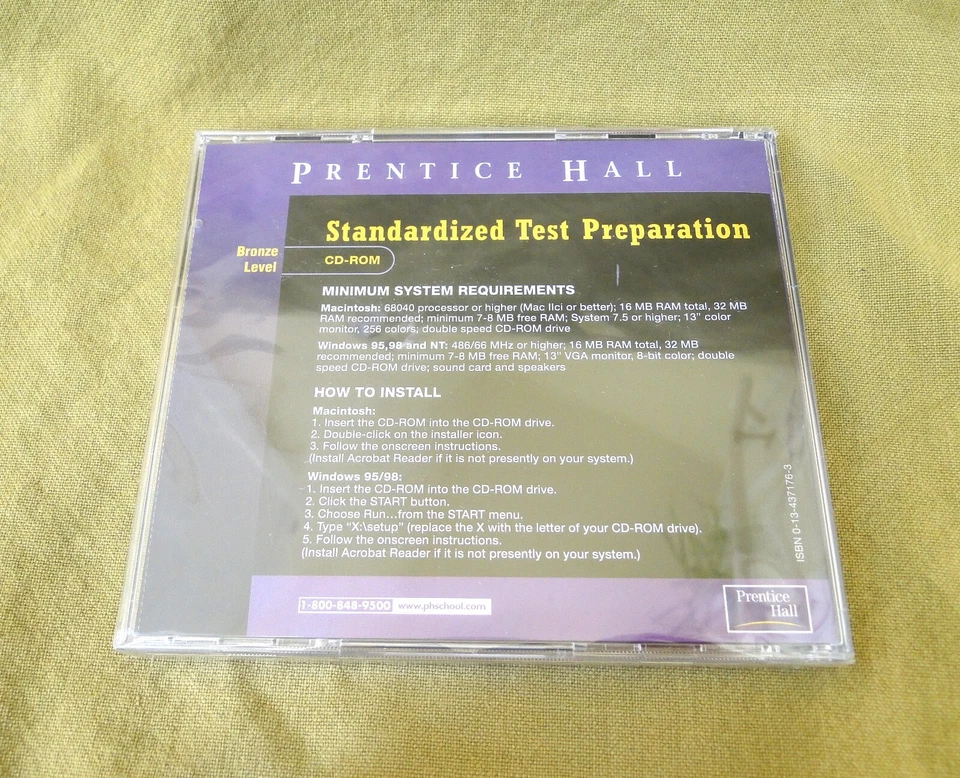 PRENTICE HALL
Standardized Test Preparation
Bronze
Level
CD-ROM
MINIMUM SYSTEM REQUIREMENTS
Macintosh: 68040 processor or higher (Mac IIci or better); 16 MB RAM total, 32 MB
RAM recommended; minimum 7-8 MB free RAM; System 7.5 or higher; 13" color
monitor, 256 colors; double speed CD-ROM drive
Windows 95,98 and NT: 486/66 MHz or higher; 16 MB RAM total, 32 MB
recommended; minimum 7-8 MB free RAM; 13" VGA monitor, 8-bit color; double
speed CD-ROM drive; sound card and speakers
HOW TO INSTALL
Macintosh:
1. Insert the CD-ROM into the CD-ROM drive.
2. Double-click on the installer icon.
3. Follow the onscreen instructions.
(Install Acrobat Reader if it is not presently on your system.)
Windows 95/98:
1. Insert the CD-ROM into the CD-ROM drive.
2. Click the START button.
3. Choose Run...from the START menu.
4. Type "X:\setup" (replace the X with the letter of your CD-ROM drive).
5. Follow the onscreen instructions.
(Install Acrobat Reader if it is not presently on your system.)
ISBN 0-13-437176-3
1-800-848-9500 www.phschool.com
Prentice
Hall